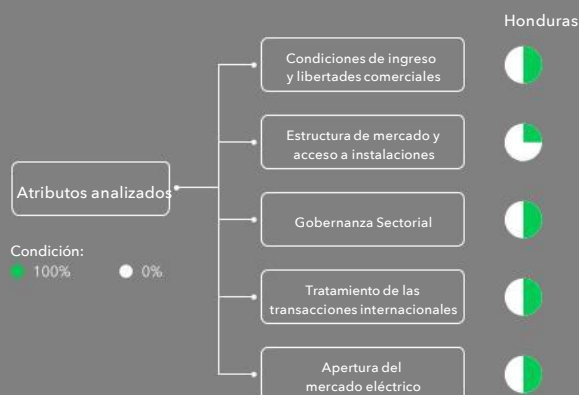 Honduras
Condiciones de ingreso
y libertades comerciales
Estructura de mercado y
acceso a instalaciones
Atributos analizados
Gobernanza Sectorial
Condición:
100%
0%
Tratamiento de las
transacciones internacionales
Apertura del
mercado eléctrico